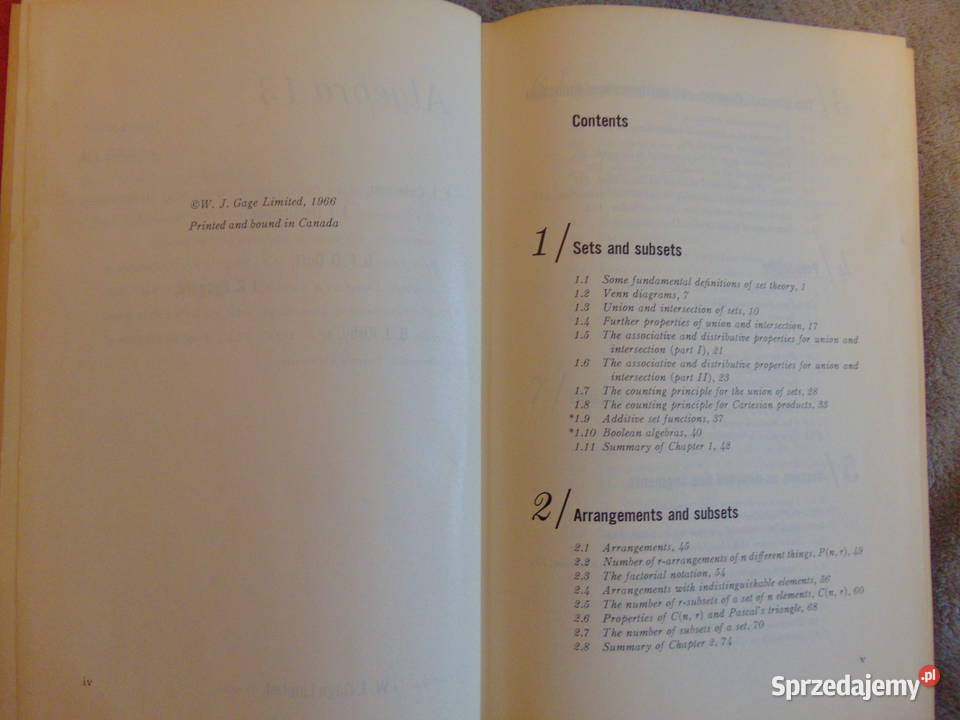 ©W. J. Gage Limited, 1966
Printed and bound in Canada
iv
Contents
1/ Sets and subsets
1.1 Some fundamental definitions of set theory, 1
1.2 Venn diagrams, 7
1.3 Union and intersection of sets, 10
1.4 Further properties of union and intersection, 17
1.5 The associative and distributive properties for union and
intersection (part I), 21
1.6 The associative and distributive properties for union and
intersection (part II), 23
1.7 The counting principle for the union of sets, 28
1.8 The counting principle for Cartesian products, 33
*1.9 Additive set functions, 37
*1.10 Boolean algebras, 40
1.11 Summary of Chapter 1, 43
2/ Arrangements and subsets
2.1 Arrangements, 45
2.2 Number of r-arrangements of n different things, P(n, r), 49
2.3 The factorial notation, 54
2.4 Arrangements with indistinguishable elements, 56
2.5 The number of r-subsets of a set of n elements, C(n, r), 60
2.6 Properties of C(n, r) and Pascal's triangle, 68
2.7 The number of subsets of a set, 70
2.8 Summary of Chapter 2, 74
v
Sprzedajemy.pl